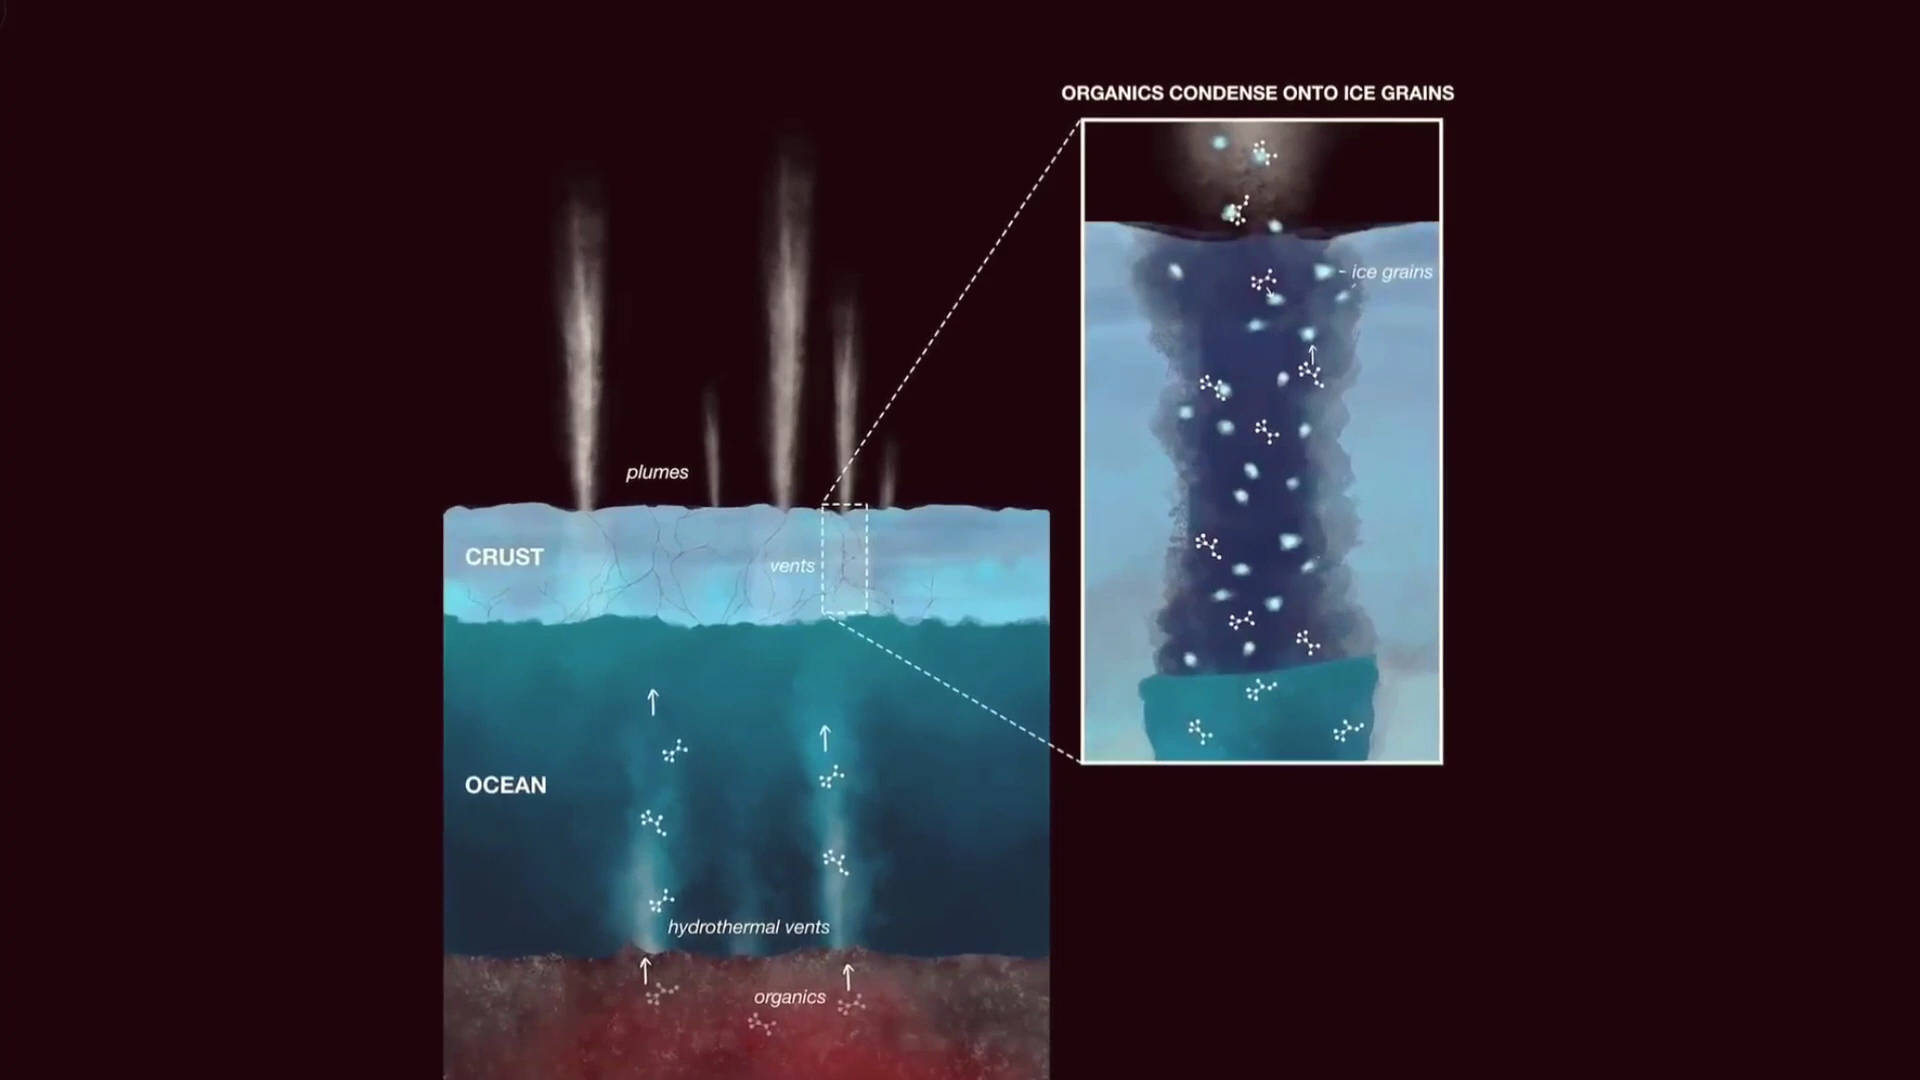 ORGANICS CONDENSE ONTO ICE GRAINS
ice grains
plumes
CRUST
vents
OCEAN
hydrothermal vents
organics